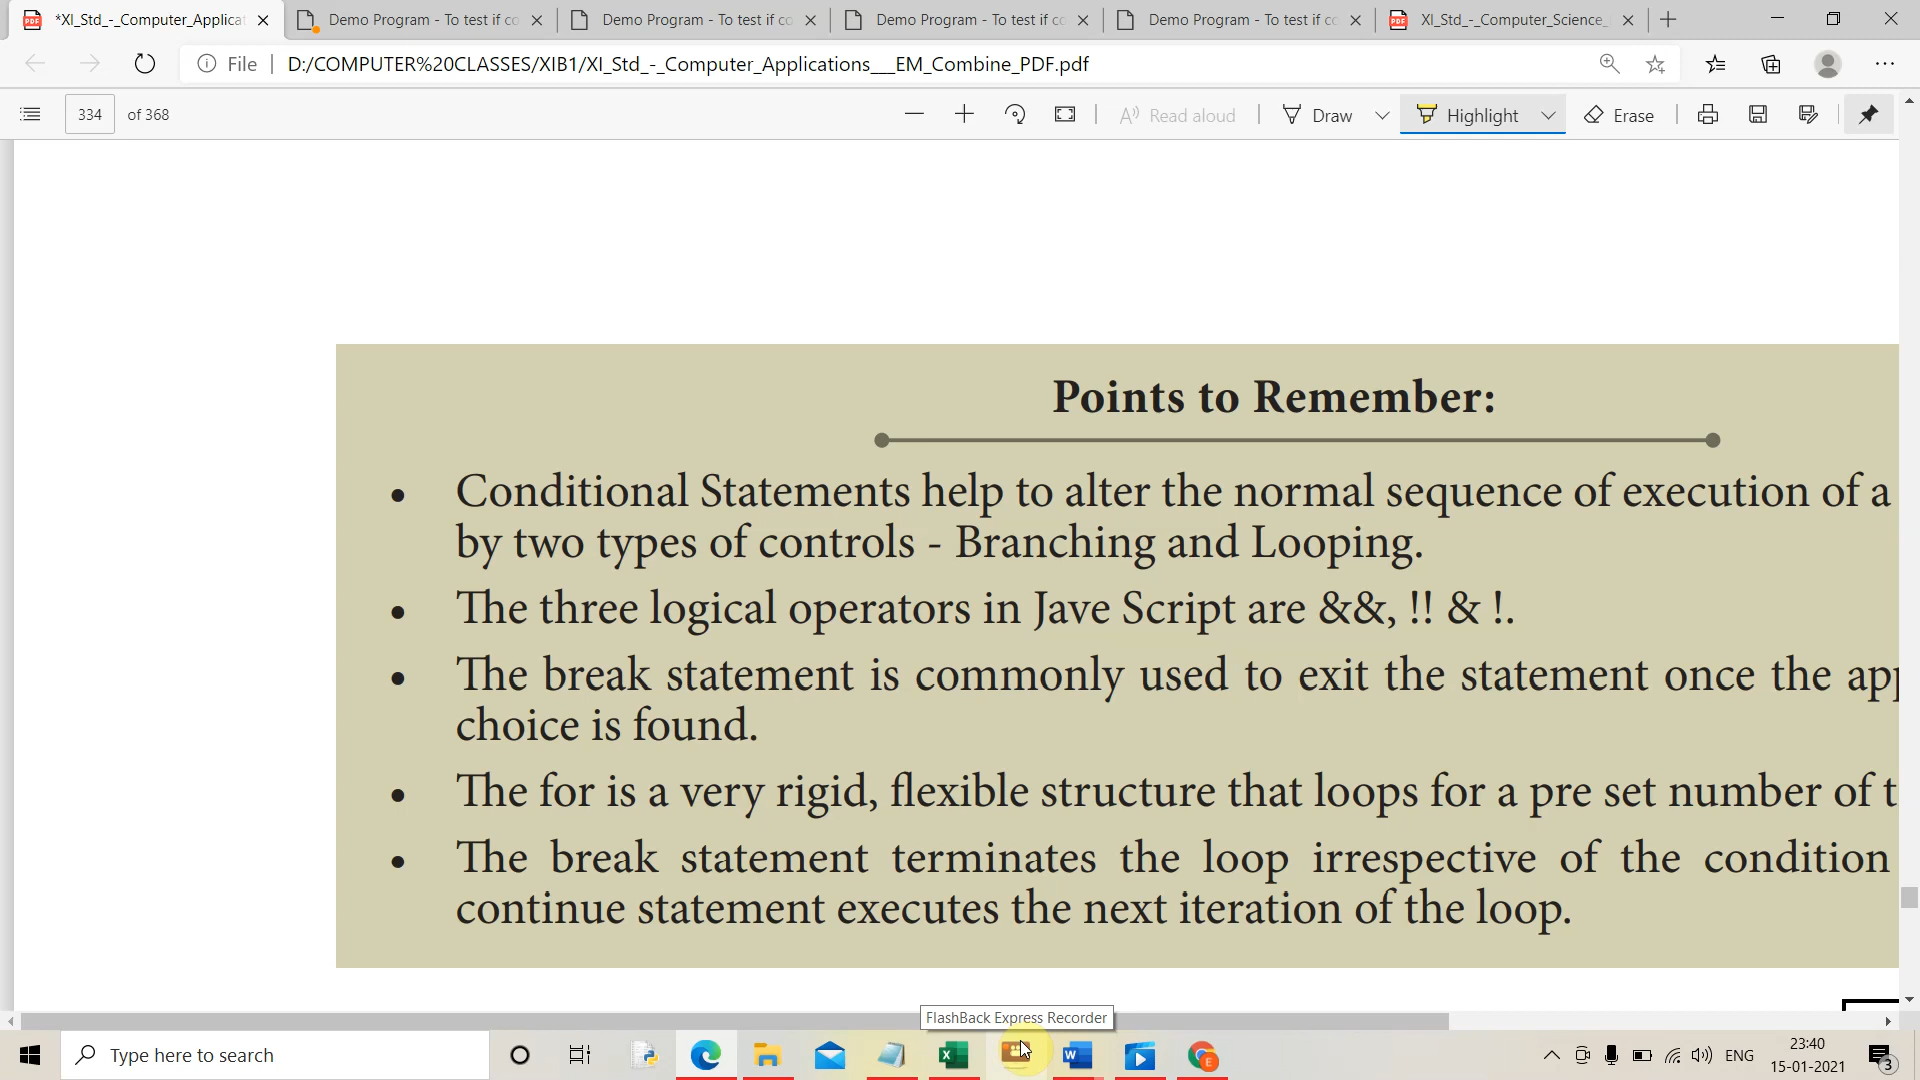 *XI_Std_-_Computer_Applicat
Demo Program - To test if co
Demo Program - To test if co
Demo Program - To test if co
Demo Program - To test if co
XI_Std_-_Computer_Science_
File
D:/COMPUTER%20CLASSES/XIB1/XI_Std_-_Computer_Applications___EM_Combine_PDF.pdf
334 of 368
Read aloud
Draw
Highlight
Erase
Points to Remember:
• Conditional Statements help to alter the normal sequence of execution of a
by two types of controls - Branching and Looping.
• The three logical operators in Jave Script are &&, !! & !.
• The break statement is commonly used to exit the statement once the app
choice is found.
• The for is a very rigid, flexible structure that loops for a pre set number of t
• The break statement terminates the loop irrespective of the condition
continue statement executes the next iteration of the loop.
FlashBack Express Recorder
Type here to search
ENG
23:40
15-01-2021
3